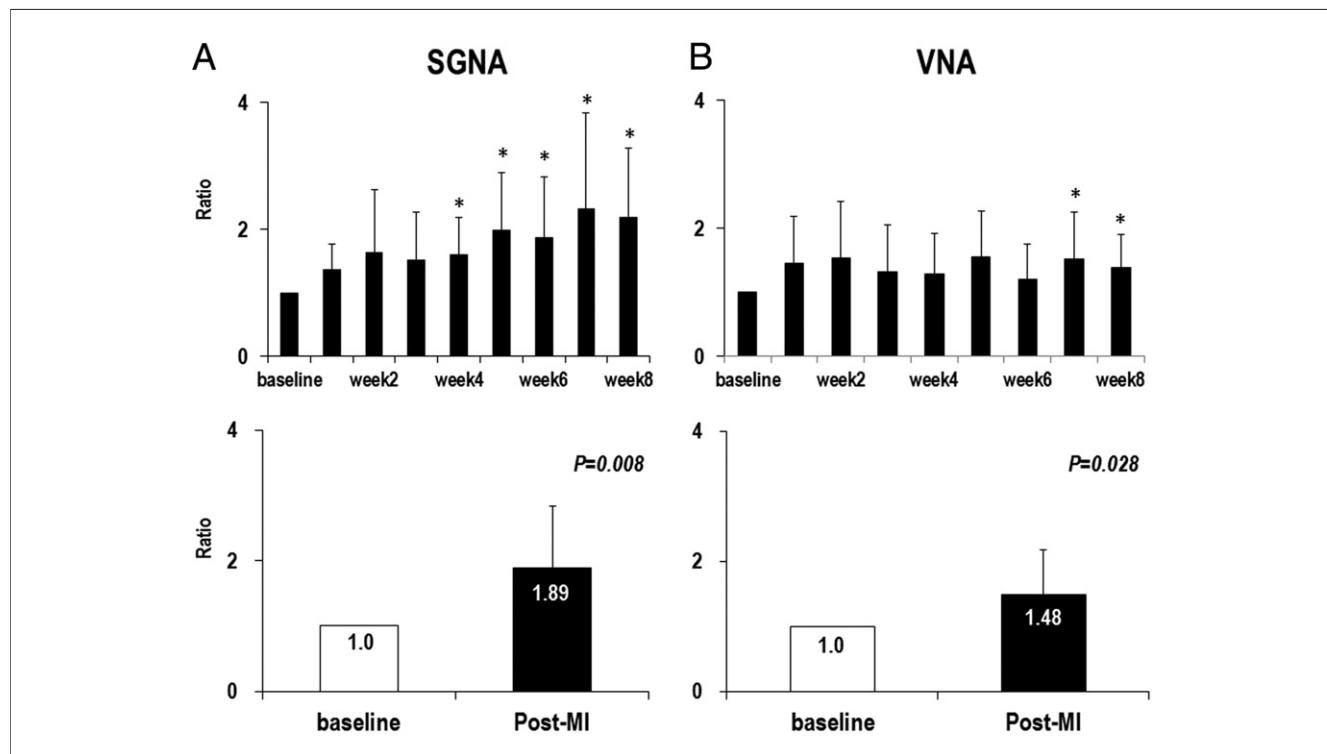 A
SGNA
4
*
*
*
*
*
2
0
Ratio
baseline week2 week4 week6 week8
4
P=0.008
2
1.89
1.0
0
Ratio
baseline Post-MI
B
VNA
4
*
*
2
0
baseline week2 week4 week6 week8
4
P=0.028
2
1.48
1.0
0
baseline Post-MI